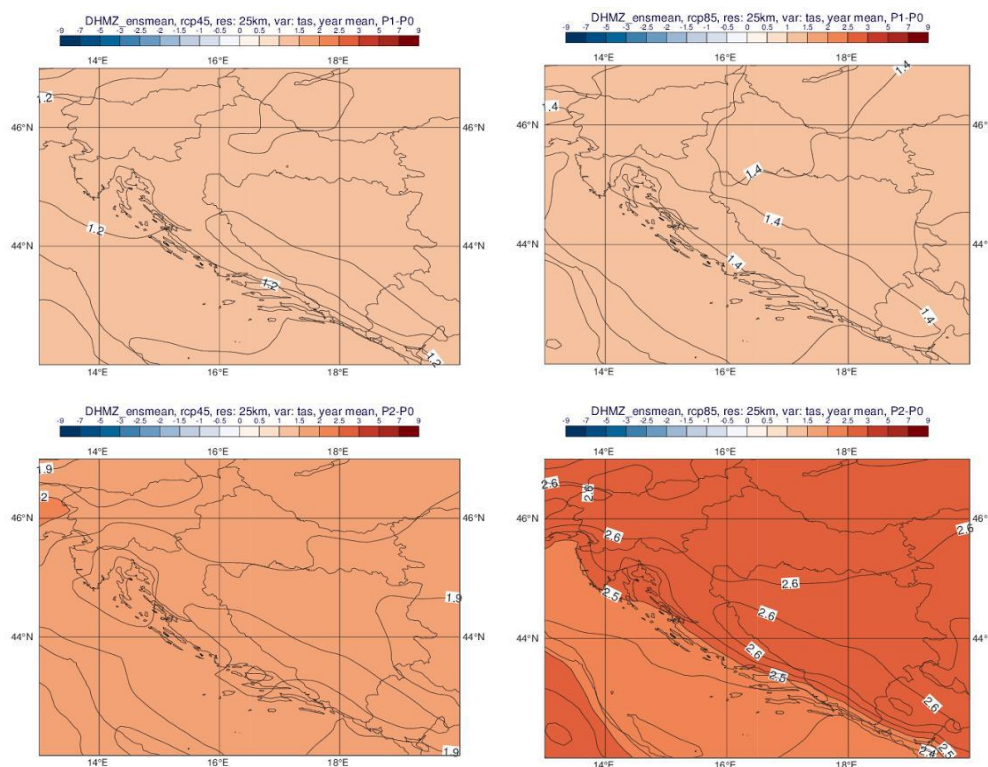 DHMZ_ensmean, rcp45, res: 25km, var: tas, year mean, P1-P0
-9 -7 -5 -3 -2.5 -2 -1.5 -1 -0.5 0 0.5 1 1.5 2 2.5 3 5 7 9
14°E 16°E 18°E
1.2
46°N
1.2
44°N
1.2
1.2
14°E 16°E 18°E
DHMZ_ensmean, rcp85, res: 25km, var: tas, year mean, P1-P0
-9 -7 -5 -3 -2.5 -2 -1.5 -1 -0.5 0 0.5 1 1.5 2 2.5 3 5 7 9
14°E 16°E 18°E
1.4
1.4
46°N 46°
1.4
1.4
44°N 44°
1.4
1.4
14°E 16°E 18°E
DHMZ_ensmean, rcp45, res: 25km, var: tas, year mean, P2-P0
-9 -7 -5 -3 -2.5 -2 -1.5 -1 -0.5 0 0.5 1 1.5 2 2.5 3 5 7 9
14°E 16°E 18°E
1.9
2
46°N
1.9
44°N
1.9
14°E 16°E 18°E
DHMZ_ensmean, rcp85, res: 25km, var: tas, year mean, P2-P0
-9 -7 -5 -3 -2.5 -2 -1.5 -1 -0.5 0 0.5 1 1.5 2 2.5 3 5 7 9
14°E 16°E 18°E
2.6 2.6
46°N 46°
2.6 2.6
2.6
2.5
2.6
44°N 44°
2.6
2.5
2.6
2.5
2.4
14°E 16°E 18°E